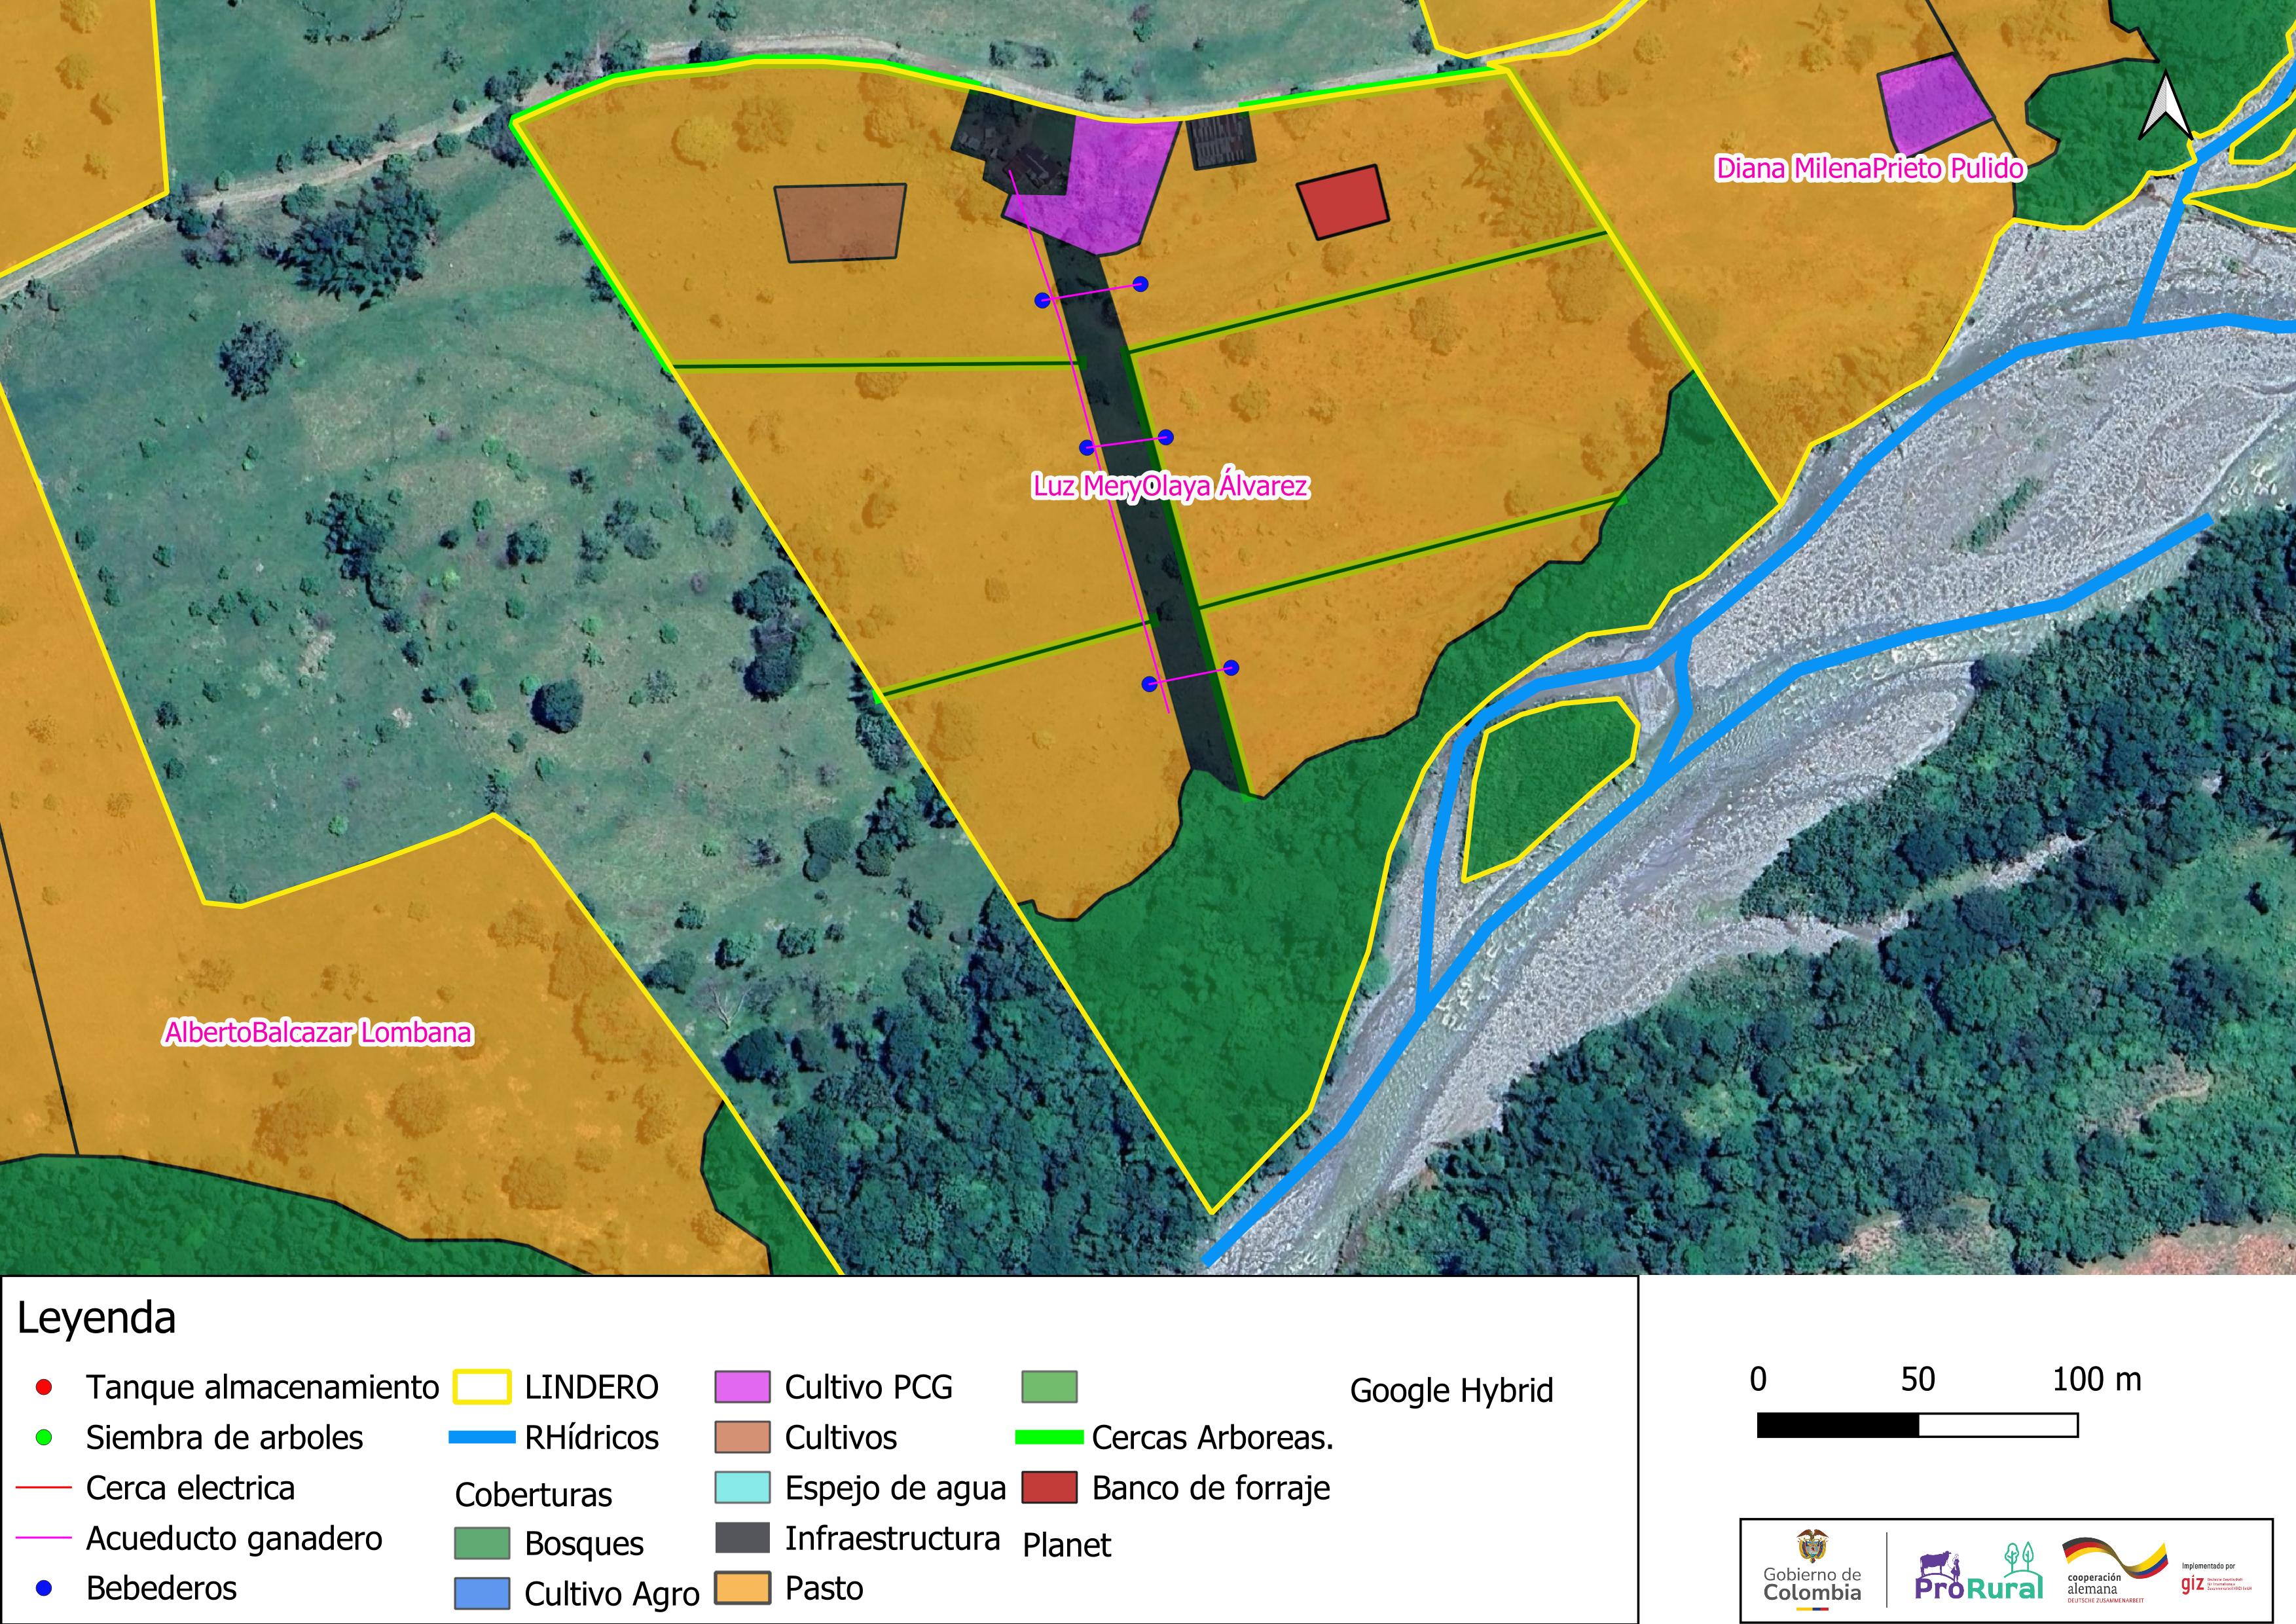 Diana MilenaPrieto Pulido
Luz MeryOlaya Álvarez
AlbertoBalcazar Lombana
Leyenda
Tanque almacenamiento
Siembra de arboles
Cerca electrica
Acueducto ganadero
Bebederos
LINDERO
RHídricos
Coberturas
Bosques
Cultivo Agro
Cultivo PCG
Cultivos
Espejo de agua
Infraestructura
Pasto
Cercas Arboreas.
Banco de forraje
Planet
Google Hybrid
0 50 100 m
Gobierno de
Colombia
ProRural
cooperación
alemana
DEUTSCHE ZUSAMMENARBEIT
Implementado por
giz